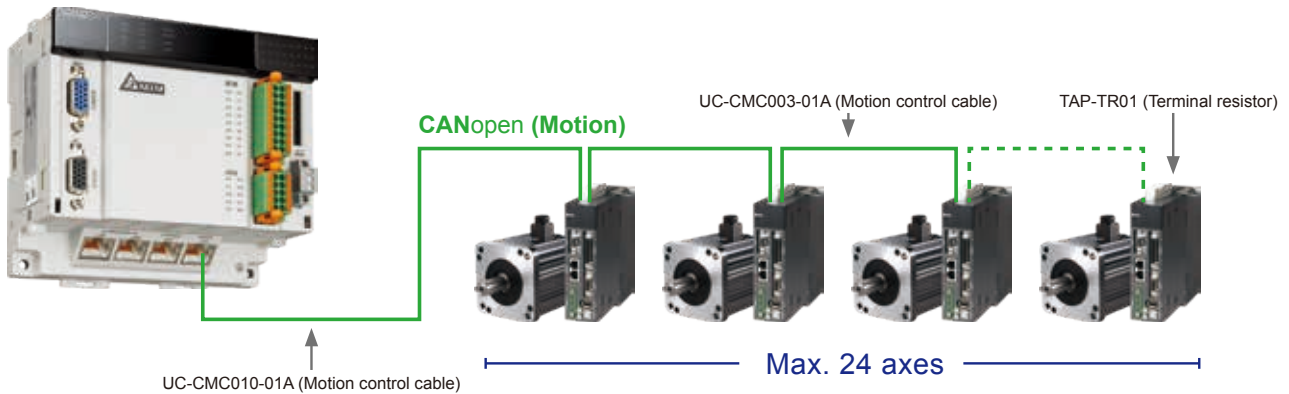 UC-CMC003-01A (Motion control cable)
TAP-TR01 (Terminal resistor)
CANopen (Motion)
Max. 24 axes
UC-CMC010-01A (Motion control cable)